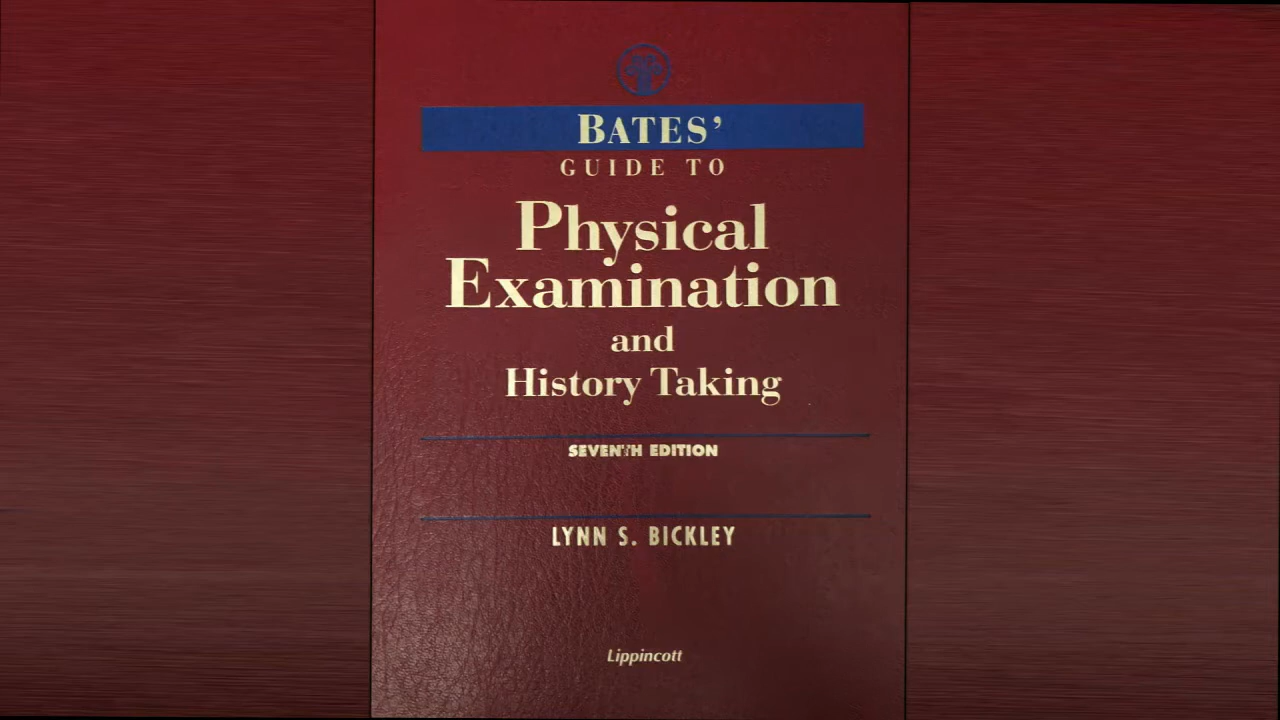 BATES’
GUIDE TO
Physical
Examination
and
History Taking
SEVENTH EDITION
LYNN S. BICKLEY
Lippincott